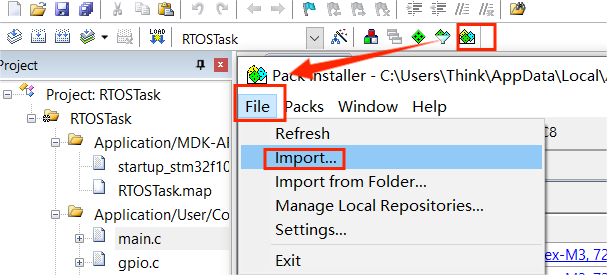 RTOSTask
Project
Pack Installer - C:\Users\Think\AppData\Local\
Project: RTOSTask
File Packs Window Help
RTOSTask
Refresh
C8
Application/MDK-AF
Import...
startup_stm32f10
Import from Folder...
RTOSTask.map
Manage Local Repositories...
Application/User/Co
Settings...
main.c
ex-M3, 72
gpio.c
Exit